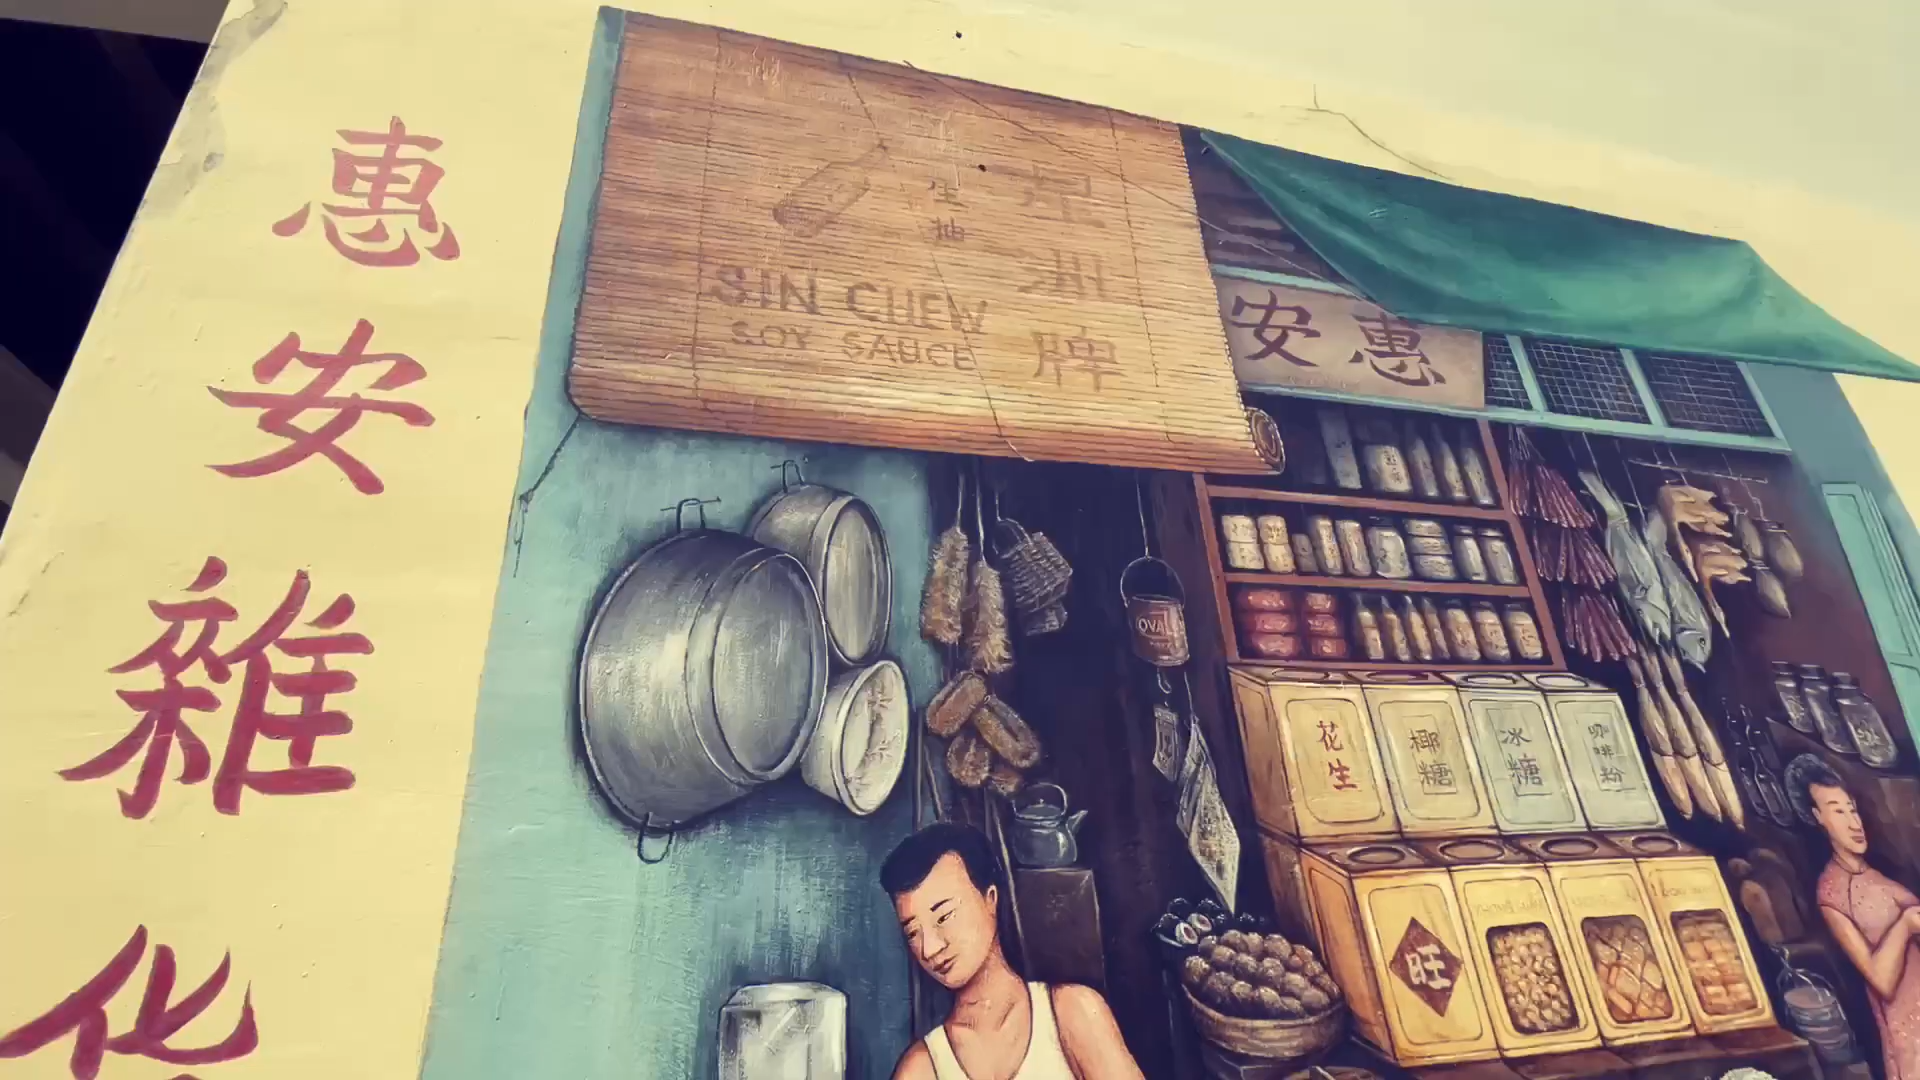 惠安雜
生抽
星洲牌
SIN CHEW
SOY SAUCE
安惠
花生
椰糖
冰糖
咖啡粉
旺